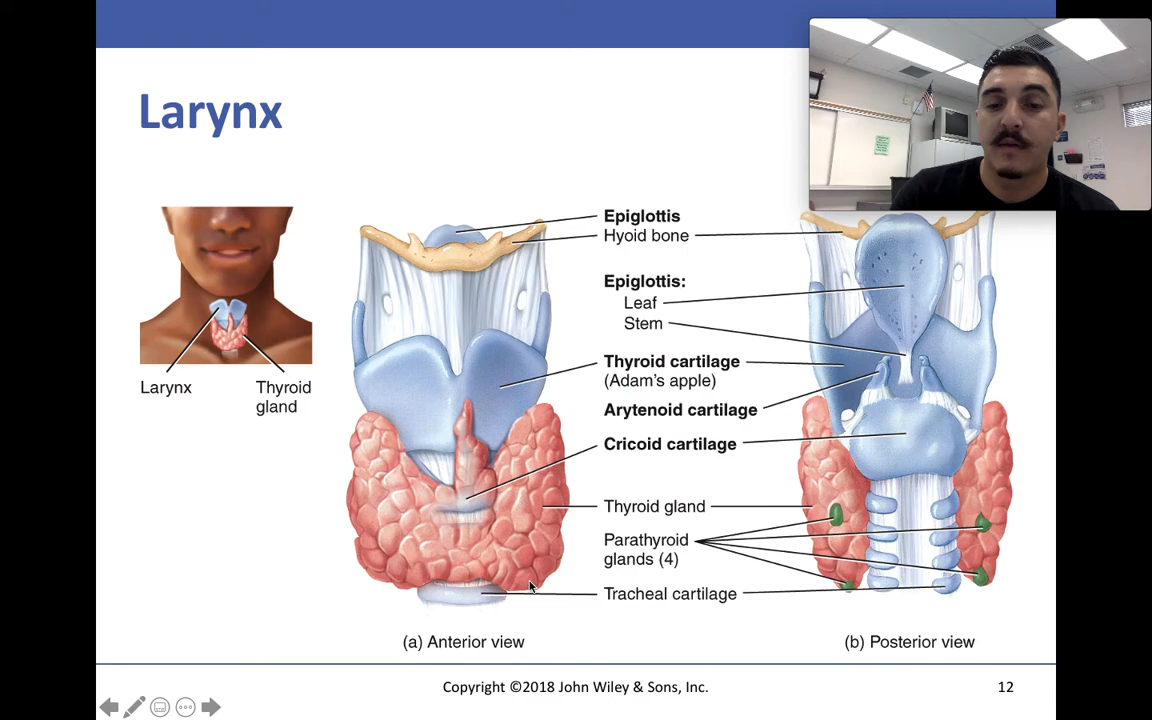 Larynx
Epiglottis
Hyoid bone
Epiglottis:
Leaf
Stem
Thyroid cartilage
(Adam's apple)
Larynx
Thyroid
gland
Arytenoid cartilage
Cricoid cartilage
Thyroid gland
Parathyroid
glands (4)
Tracheal cartilage
(a) Anterior view
(b) Posterior view
Copyright ©2018 John Wiley & Sons, Inc.
12